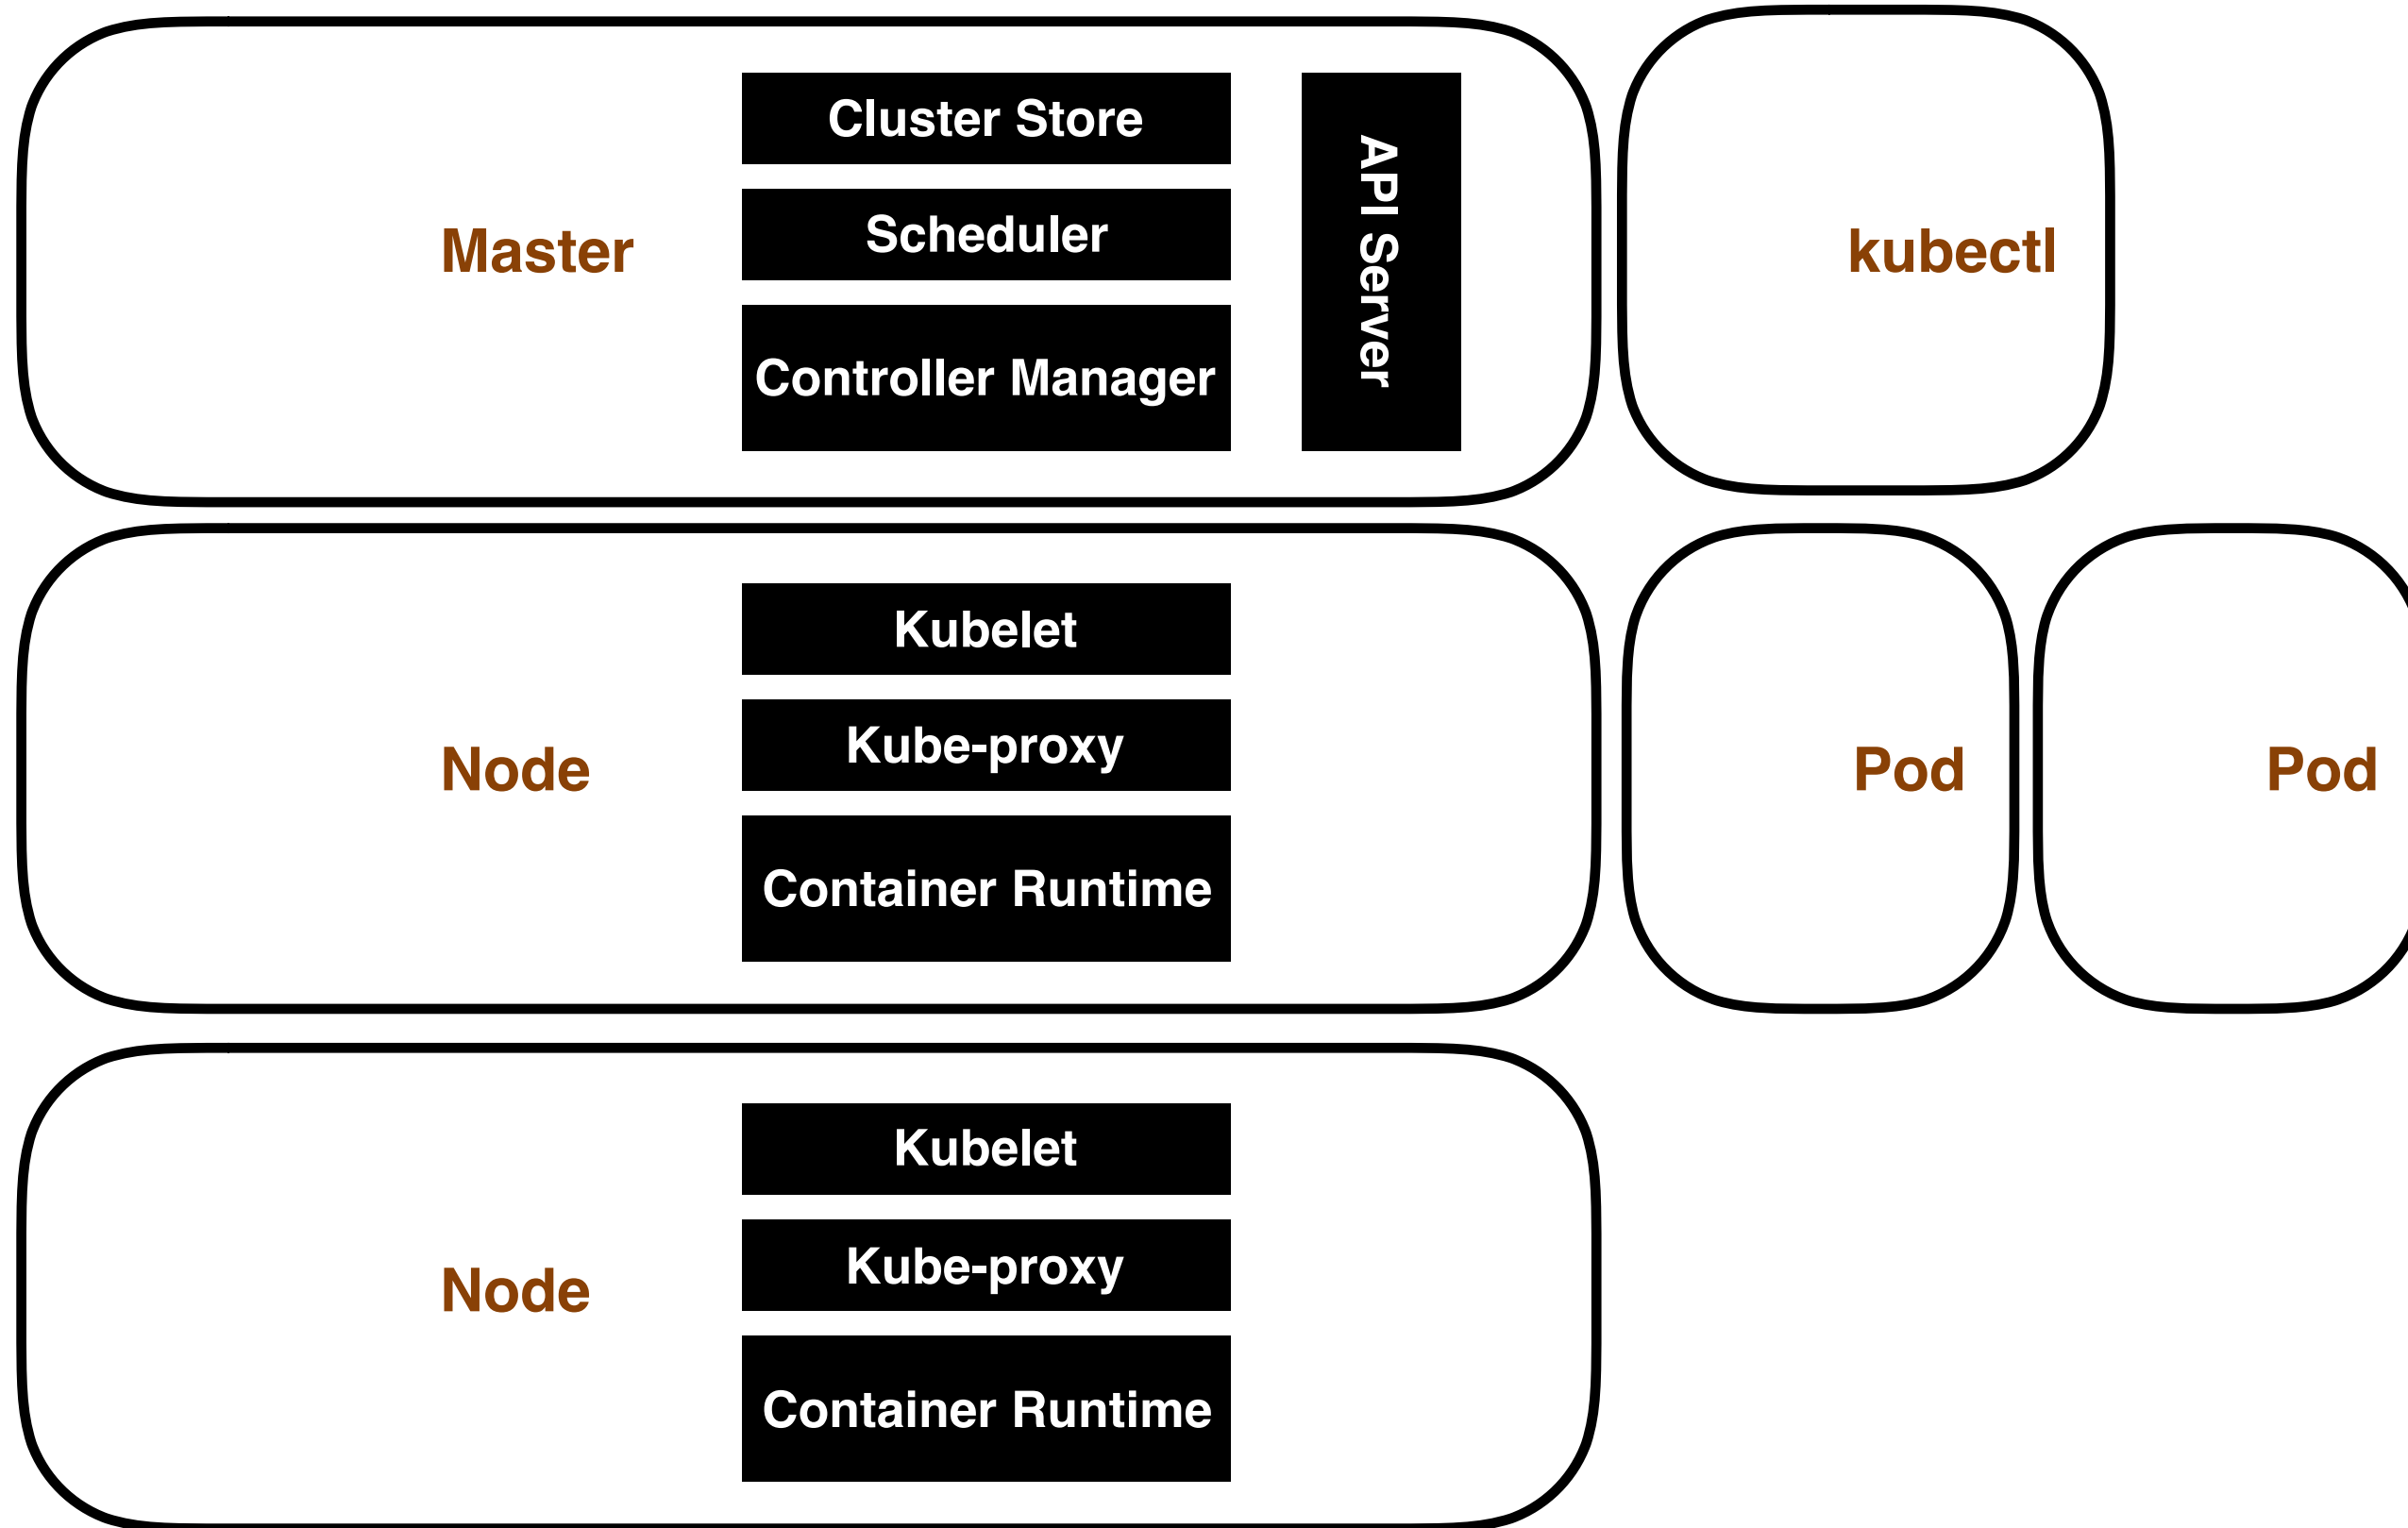 Master
Cluster Store
Scheduler
Controller Manager
API Server
kubectl
Node
Kubelet
Kube-proxy
Container Runtime
Pod
Pod
Node
Kubelet
Kube-proxy
Container Runtime